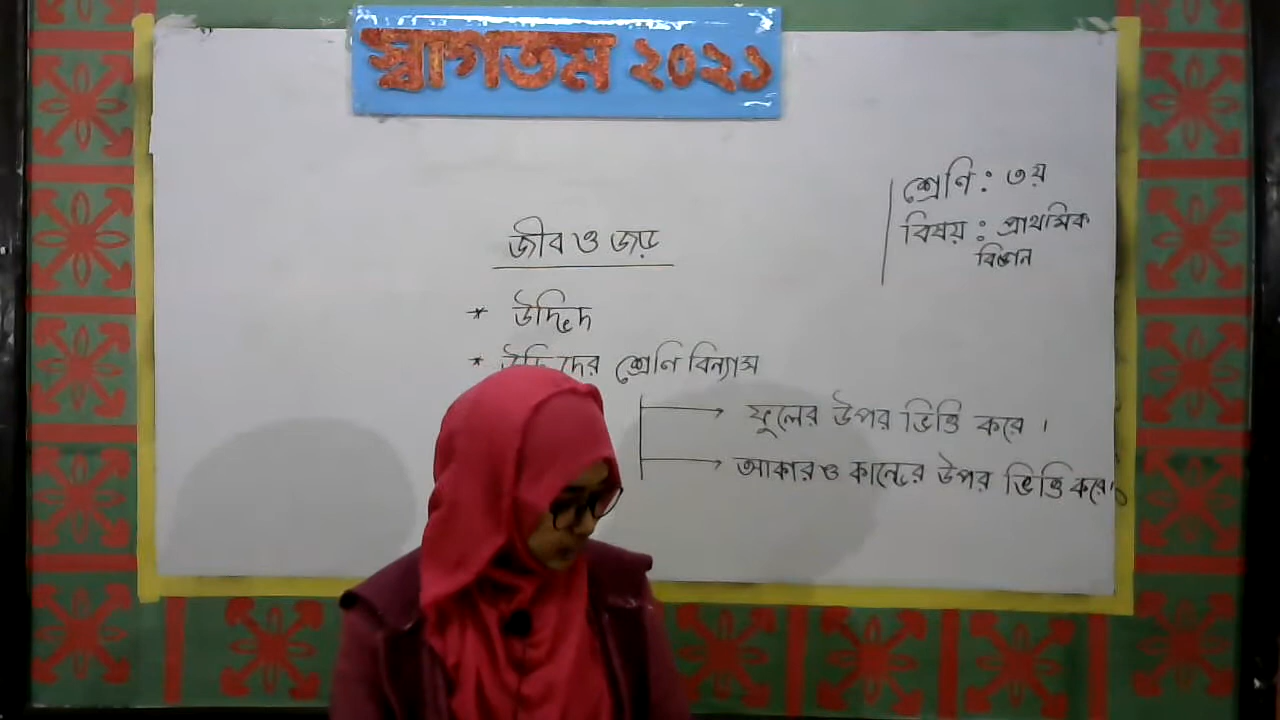 স্বাগতম ২০২১
শ্রেণি : ৩য়
বিষয় : প্রাথমিক
বিজ্ঞান
জীব ও জড়
* উদ্ভিদ
* উদ্ভিদের শ্রেণি বিন্যাস
→ ফুলের উপর ভিত্তি করে ।
→ আকার ও কান্ডের উপর ভিত্তি করে।